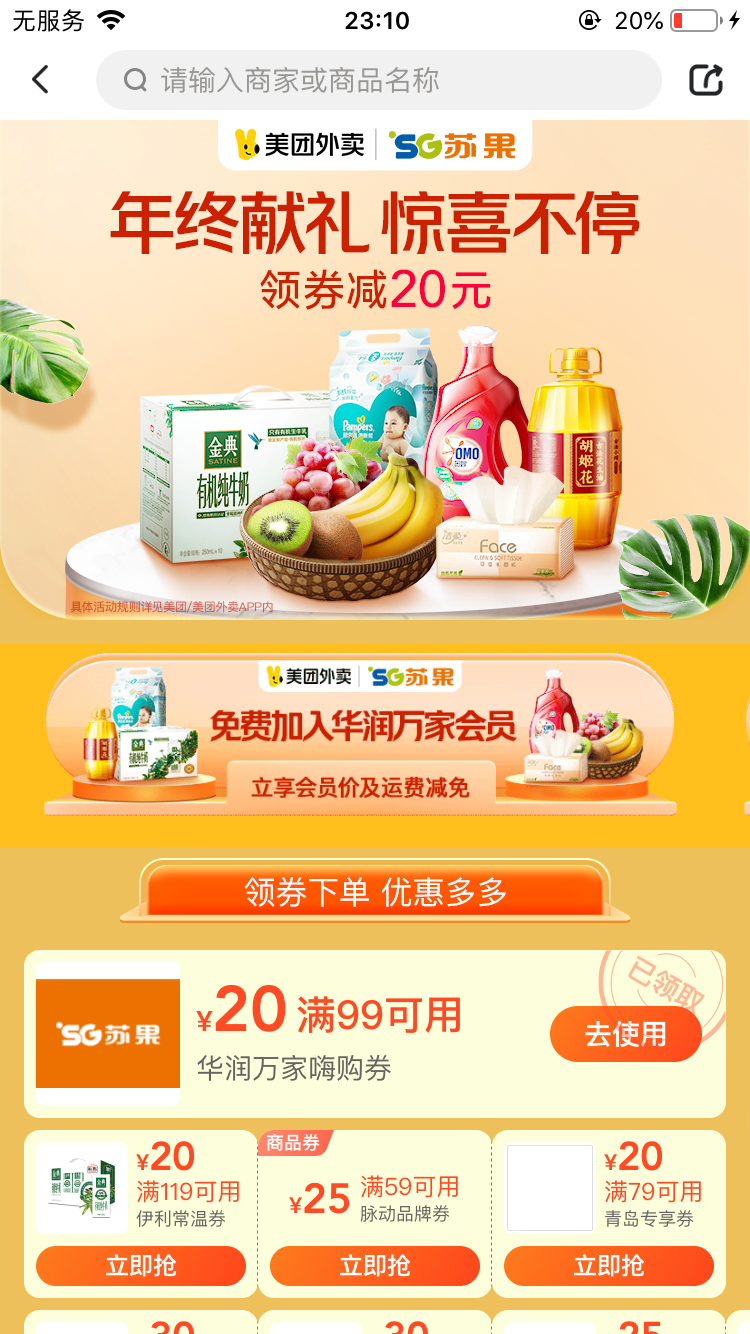 无服务
23:10
20%
请输入商家或商品名称
美团外卖
SG苏果
年终献礼 惊喜不停
领券减20元
金典
SATINE
有机纯牛奶
Pampers
OMO
胡姬花
Face
具体活动规则详见美团/美团外卖APP内
美团外卖
SG苏果
免费加入华润万家会员
立享会员价及运费减免
领券下单 优惠多多
SG苏果
¥20 满99可用
华润万家嗨购券
已领取
去使用
¥20
满119可用
伊利常温券
立即抢
商品券
¥25
满59可用
脉动品牌券
立即抢
¥20
满79可用
青岛专享券
立即抢